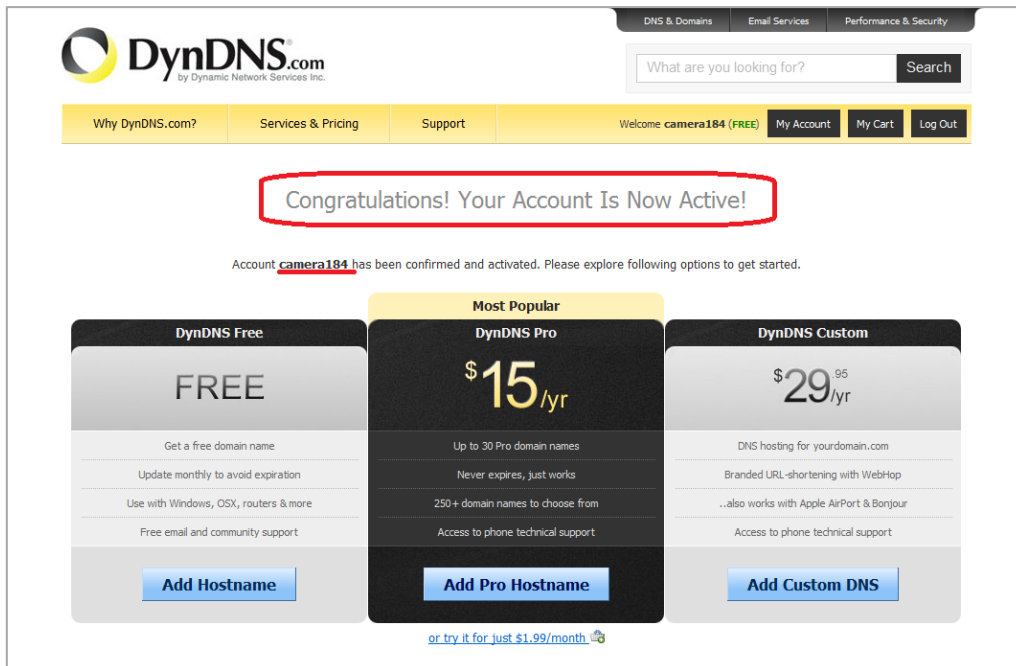 DNS & Domains
Email Services
Performance & Security
DynDNS.com
by Dynamic Network Services Inc.
What are you looking for?
Search
Why DynDNS.com?
Services & Pricing
Support
Welcome camera184 (FREE)
My Account
My Cart
Log Out
Congratulations! Your Account Is Now Active!
Account camera184 has been confirmed and activated. Please explore following options to get started.
Most Popular
DynDNS Free
FREE
Get a free domain name
Update monthly to avoid expiration
Use with Windows, OSX, routers & more
Free email and community support
Add Hostname
DynDNS Pro
$15/yr
Up to 30 Pro domain names
Never expires, just works
250+ domain names to choose from
Access to phone technical support
Add Pro Hostname
or try it for just $1.99/month
DynDNS Custom
$29.95/yr
DNS hosting for yourdomain.com
Branded URL-shortening with WebHop
..also works with Apple AirPort & Bonjour
Access to phone technical support
Add Custom DNS